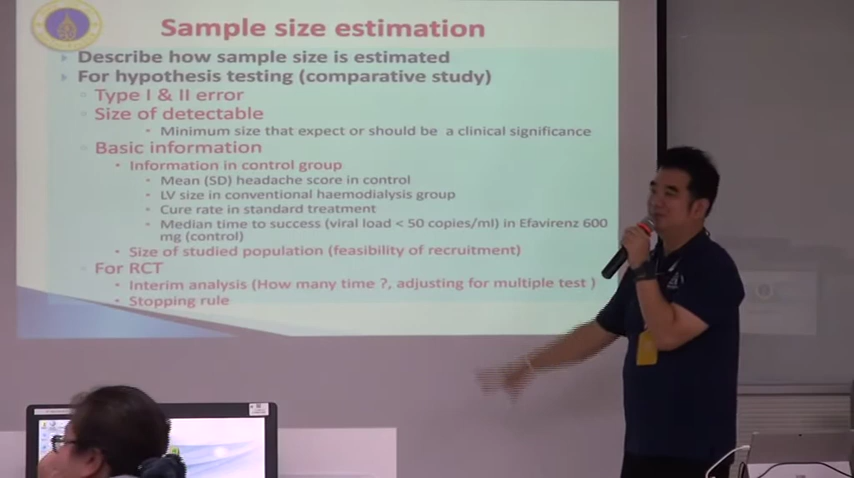 Sample size estimation
Describe how sample size is estimated
For hypothesis testing (comparative study)
Type I & II error
Size of detectable
Minimum size that expect or should be a clinical significance
Basic information
Information in control group
Mean (SD) headache score in control
LV size in conventional haemodialysis group
Cure rate in standard treatment
Median time to success (viral load < 50 copies/ml) in Efavirenz 600
mg (control)
Size of studied population (feasibility of recruitment)
For RCT
Interim analysis (How many time ?, adjusting for multiple test )
Stopping rule